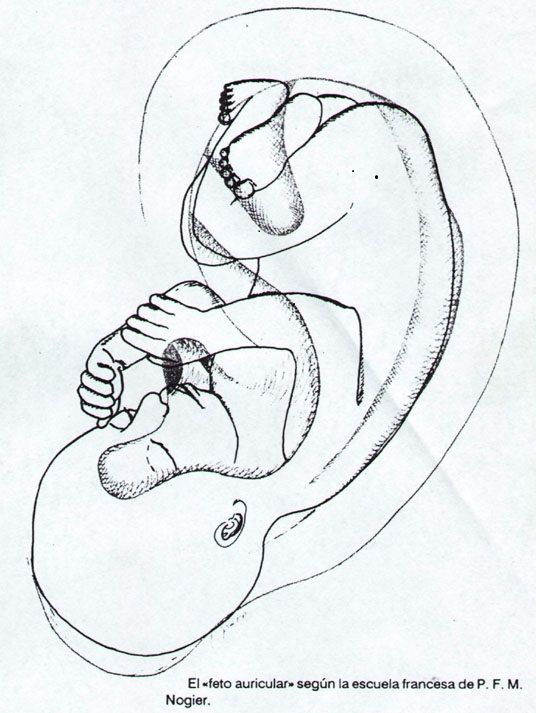 El «feto auricular» según la escuela francesa de P. F. M.
Nogier.